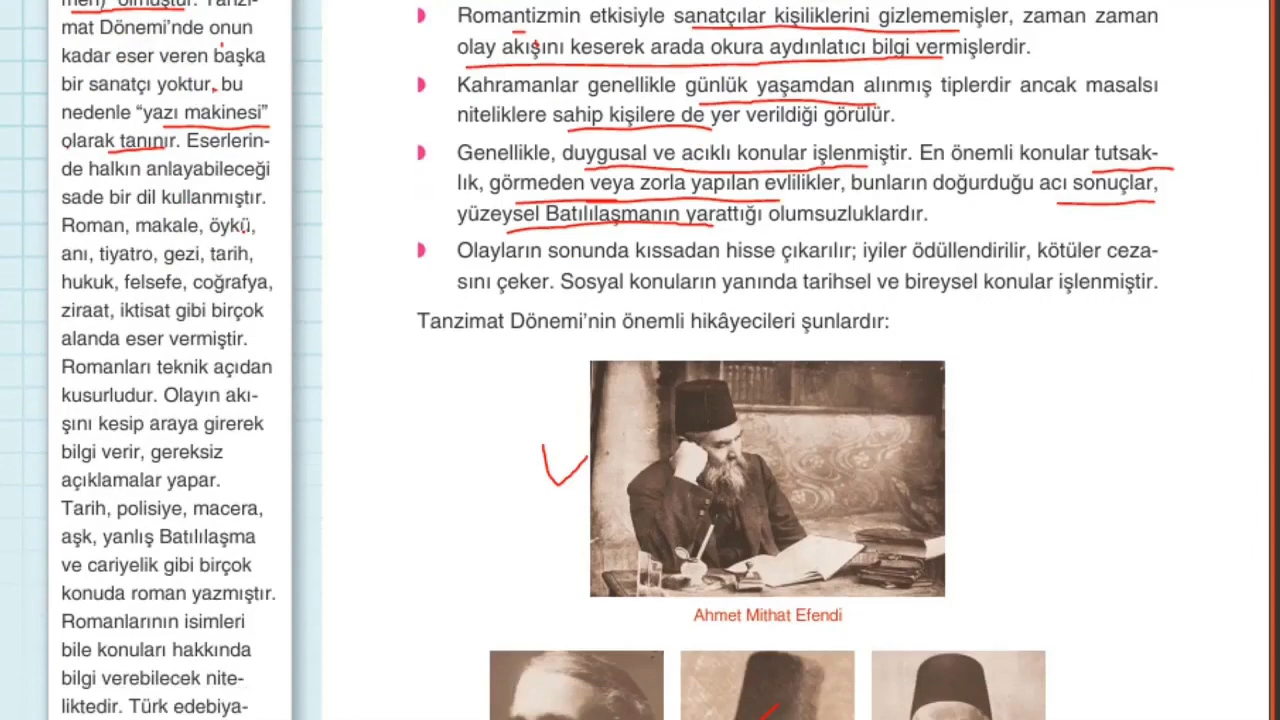 meni) olmuştur. Tanzi-
mat Dönemi’nde onun
kadar eser veren başka
bir sanatçı yoktur, bu
nedenle “yazı makinesi”
olarak tanınır. Eserlerin-
de halkın anlayabileceği
sade bir dil kullanmıştır.
Roman, makale, öykü,
anı, tiyatro, gezi, tarih,
hukuk, felsefe, coğrafya,
ziraat, iktisat gibi birçok
alanda eser vermiştir.
Romanları teknik açıdan
kusurludur. Olayın akı-
şını kesip araya girerek
bilgi verir, gereksiz
açıklamalar yapar.
Tarih, polisiye, macera,
aşk, yanlış Batılılaşma
ve cariyelik gibi birçok
konuda roman yazmıştır.
Romanlarının isimleri
bile konuları hakkında
bilgi verebilecek nite-
liktedir. Türk edebiya-
Romantizmin etkisiyle sanatçılar kişiliklerini gizlememişler, zaman zaman
olay akışını keserek arada okura aydınlatıcı bilgi vermişlerdir.
Kahramanlar genellikle günlük yaşamdan alınmış tiplerdir ancak masalsı
niteliklere sahip kişilere de yer verildiği görülür.
Genellikle, duygusal ve acıklı konular işlenmiştir. En önemli konular tutsak-
lık, görmeden veya zorla yapılan evlilikler, bunların doğurduğu acı sonuçlar,
yüzeysel Batılılaşmanın yarattığı olumsuzluklardır.
Olayların sonunda kıssadan hisse çıkarılır; iyiler ödüllendirilir, kötüler ceza-
sını çeker. Sosyal konuların yanında tarihsel ve bireysel konular işlenmiştir.
Tanzimat Dönemi’nin önemli hikâyecileri şunlardır:
Ahmet Mithat Efendi